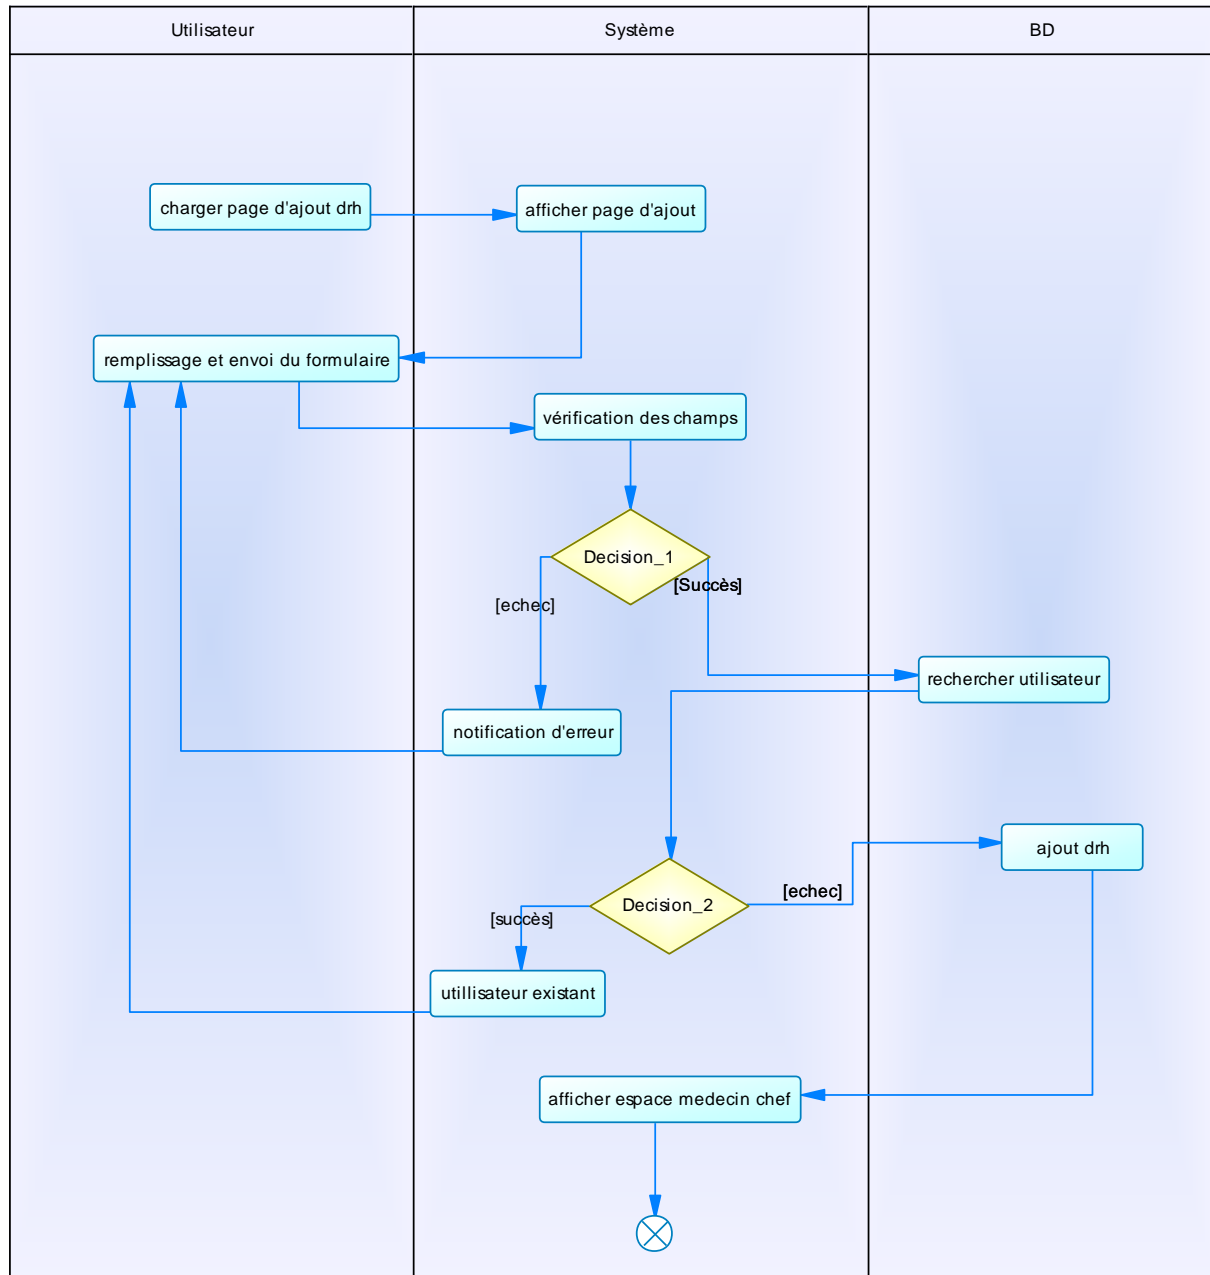 Utilisateur
Système
BD
charger page d'ajout drh
afficher page d'ajout
remplissage et envoi du formulaire
vérification des champs
Decision_1
[Succès]
[echec]
rechercher utilisateur
notification d'erreur
ajout drh
[echec]
Decision_2
[succès]
utillisateur existant
afficher espace medecin chef